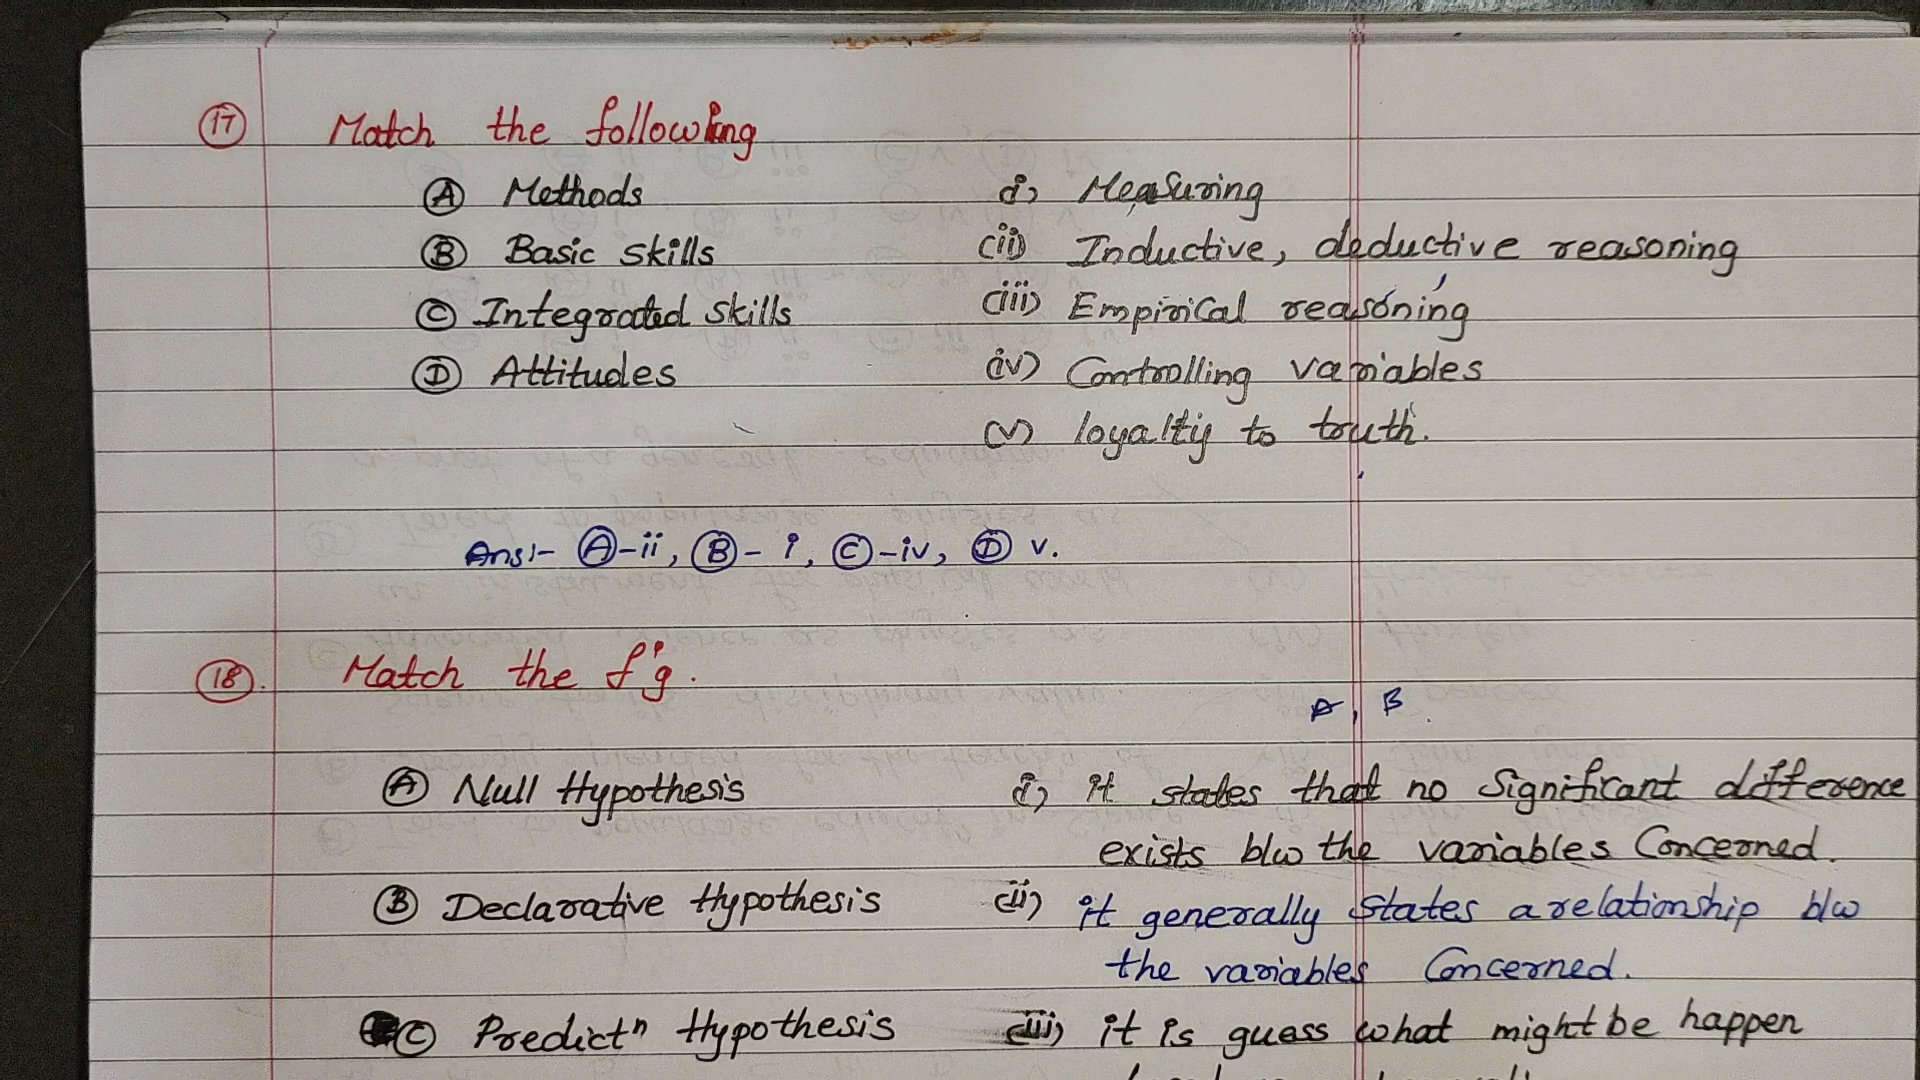 17 Match the following
A Methods i) Measuring
B Basic skills (ii) Inductive, deductive reasoning
C Integrated skills (iii) Empirical reasoning
D Attitudes iv) Controlling variables
(v) loyalty to truth.
Ans:- A-ii, B- i, C-iv, D v.
18. Match the f'g.
A, B
A Null Hypothesis i) it states that no significant difference
exists b/w the variables Concerned.
B Declarative Hypothesis (ii) it generally states a relationship b/w
the variables Concerned.
C Predictn Hypothesis (iii) it is guess what might be happen